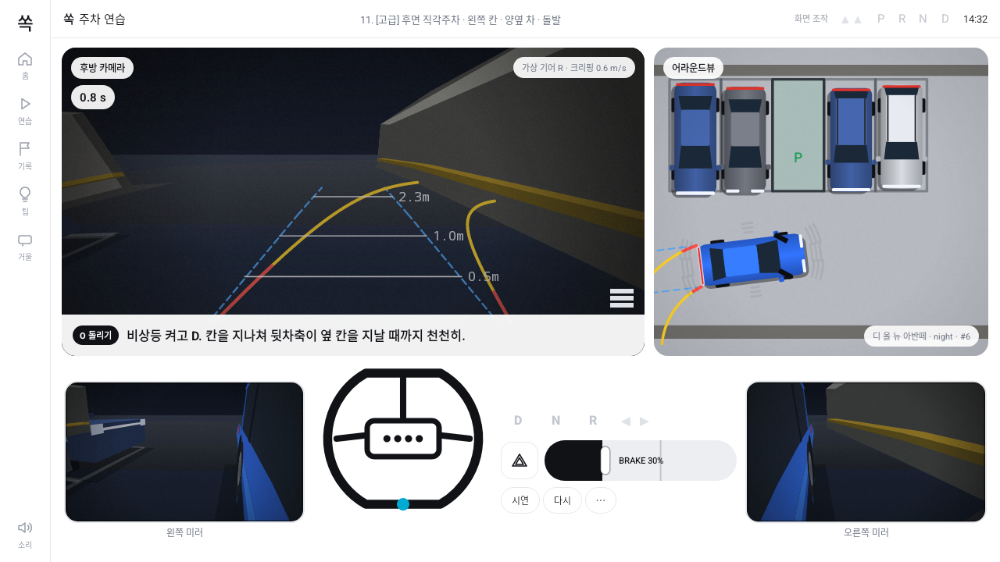 쏙
쏙 주차 연습
11. [고급] 후면 직각주차 · 왼쪽 칸 · 양옆 차 · 돌발
화면 조작
P R N D
14:32
홈
연습
기록
팁
거울
소리
후방 카메라
가상 기어 R · 크리핑 0.6 m/s
0.8 s
2.3m
1.0m
0.5m
0 돌리기
비상등 켜고 D. 칸을 지나쳐 뒷차축이 옆 칸을 지날 때까지 천천히.
어라운드뷰
P
디 올 뉴 아반떼 · night · #6
왼쪽 미러
D N R
BRAKE 30%
시연
다시
···
오른쪽 미러